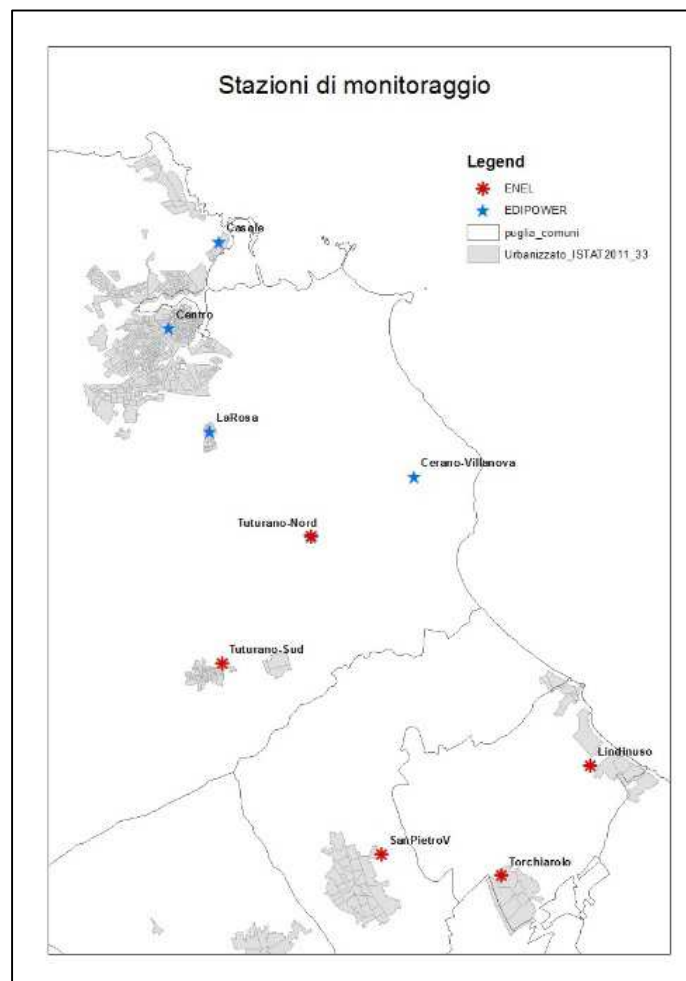 Stazioni di monitoraggio
Legend
ENEL
EDIPOWER
puglia_comuni
Urbanizzato_ISTAT2011_33
Casale
Centro
LaRosa
Cerano-Villanova
Tuturano-Nord
Tuturano-Sud
Lindinuso
SanPietroV
Torchiarolo